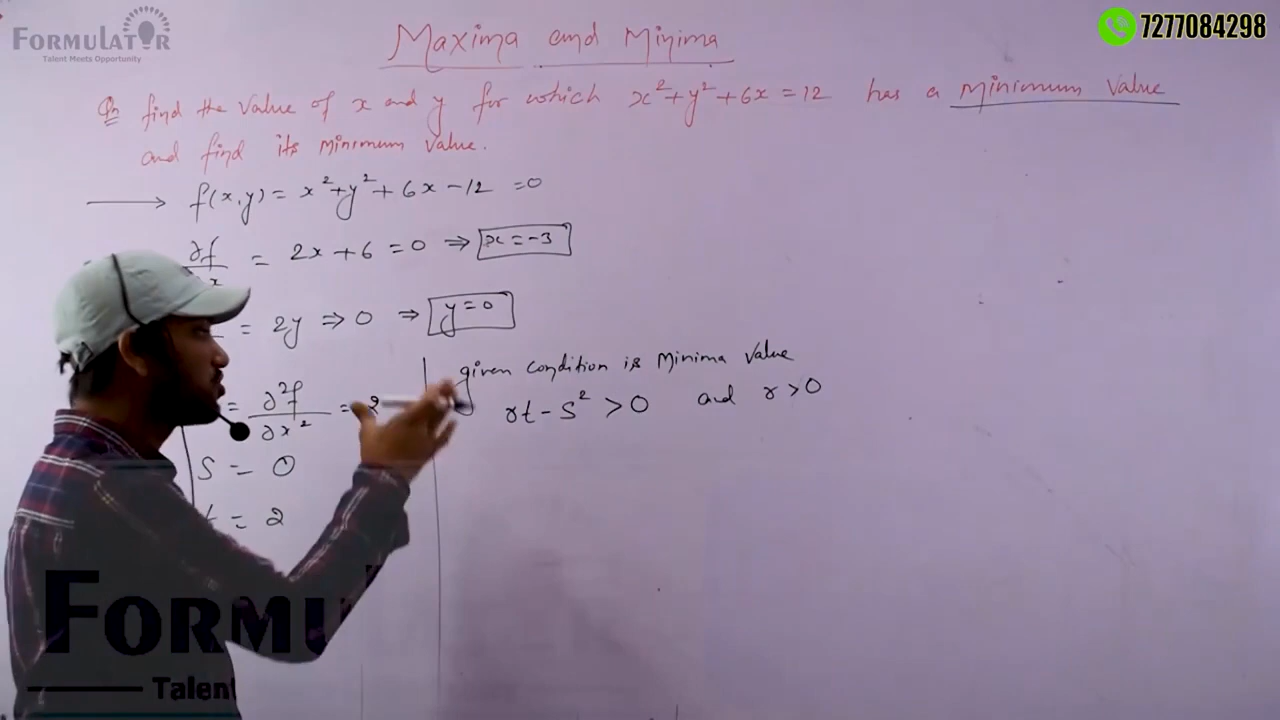 FORMULATOR
Talent Meets Opportunity
7277084298
Maxima and Minima
Qn find the value of x and y for which x²+y²+6x=12 has a minimum value
and find its minimum value.
→ f(x,y) = x²+y²+6x-12 =0
∂f/ x = 2x+6=0 ⇒ x=-3
= 2y ⇒ 0 ⇒ y=0
= ∂²f/∂x² = 2
S = 0
t = 2
given condition is Minima value
rt-s² >0 and r>0
FORMU
Talent